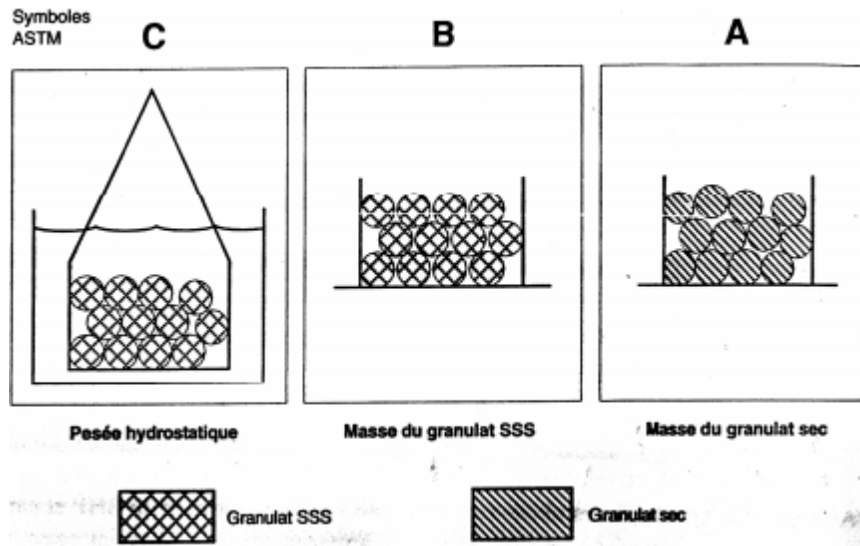 Symboles
ASTM
C
B
A
Pesée hydrostatique
Masse du granulat SSS
Masse du granulat sec
Granulat SSS
Granulat sec